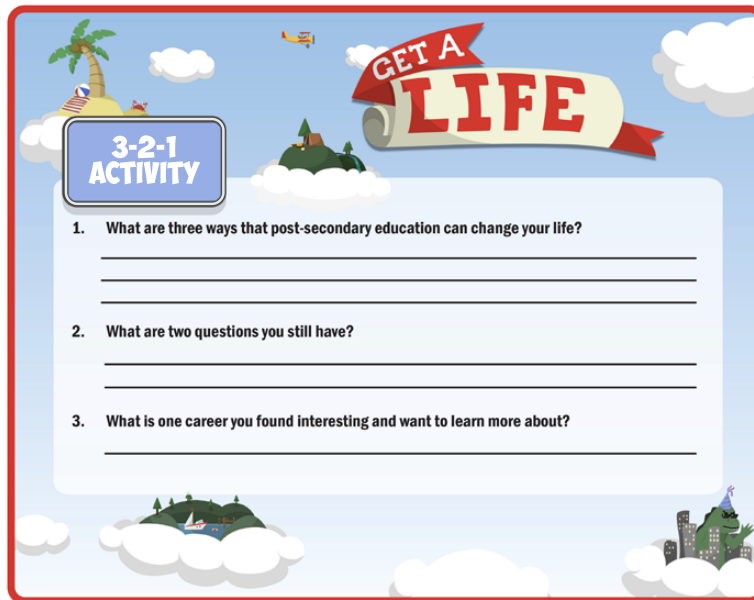 GET A
LIFE
3-2-1
ACTIVITY
1. What are three ways that post-secondary education can change your life?
2. What are two questions you still have?
3. What is one career you found interesting and want to learn more about?